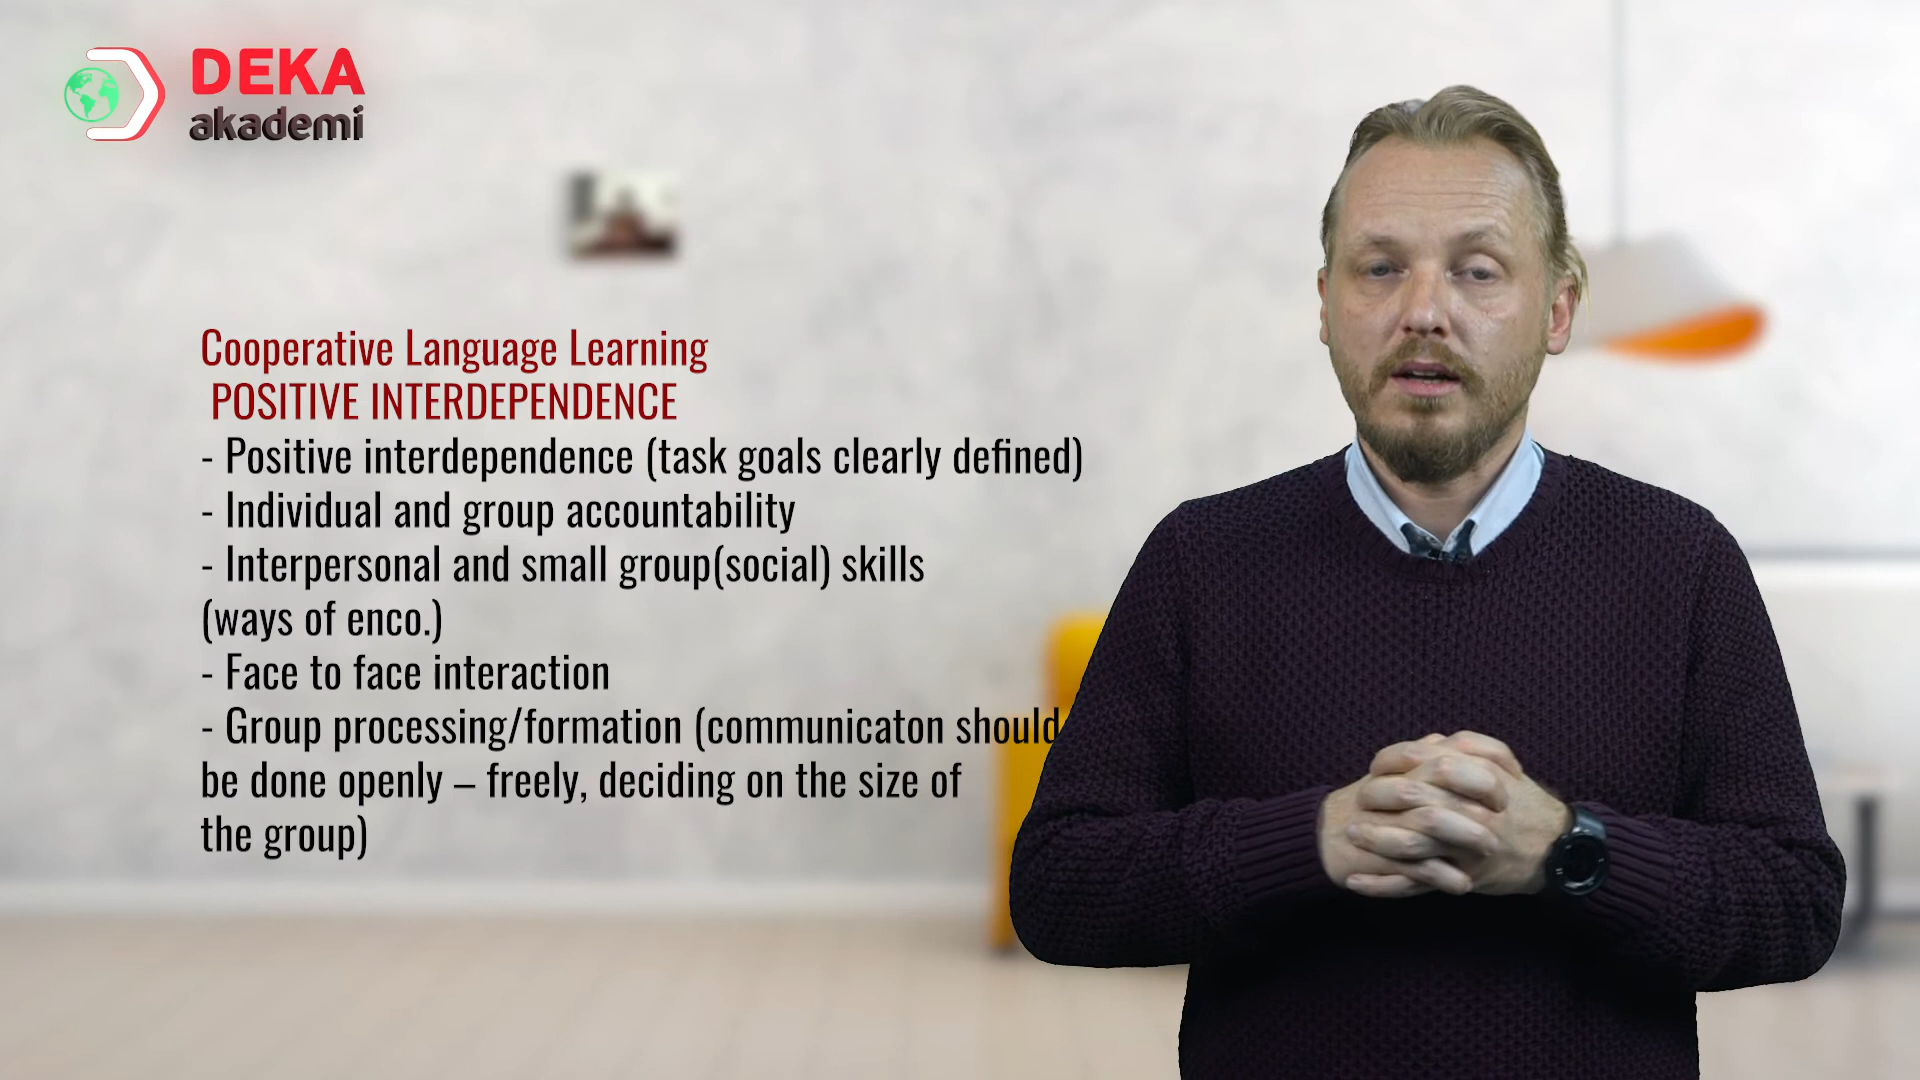 DEKA
akademi
Cooperative Language Learning
POSITIVE INTERDEPENDENCE
- Positive interdependence (task goals clearly defined)
- Individual and group accountability
- Interpersonal and small group(social) skills
(ways of enco.)
- Face to face interaction
- Group processing/formation (communicaton should
be done openly – freely, deciding on the size of
the group)